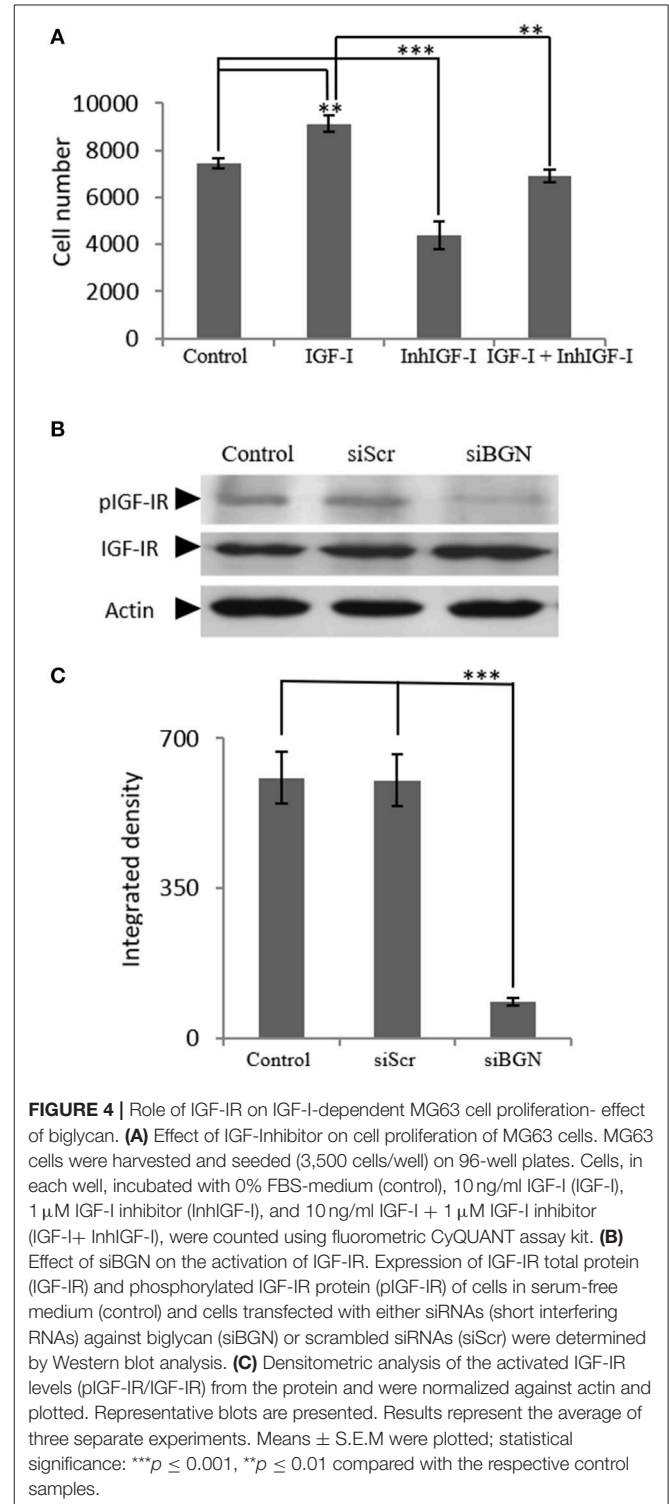 A
***
**
**
10000
8000
6000
4000
2000
0
Cell number
Control IGF-I InhIGF-I IGF-I + InhIGF-I
B
Control siScr siBGN
pIGF-IR
IGF-IR
Actin
C
***
700
350
0
Integrated density
Control siScr siBGN
FIGURE 4 | Role of IGF-IR on IGF-I-dependent MG63 cell proliferation- effect
of biglycan. (A) Effect of IGF-Inhibitor on cell proliferation of MG63 cells. MG63
cells were harvested and seeded (3,500 cells/well) on 96-well plates. Cells, in
each well, incubated with 0% FBS-medium (control), 10 ng/ml IGF-I (IGF-I),
1 μM IGF-I inhibitor (InhIGF-I), and 10 ng/ml IGF-I + 1 μM IGF-I inhibitor
(IGF-I+ InhIGF-I), were counted using fluorometric CyQUANT assay kit. (B)
Effect of siBGN on the activation of IGF-IR. Expression of IGF-IR total protein
(IGF-IR) and phosphorylated IGF-IR protein (pIGF-IR) of cells in serum-free
medium (control) and cells transfected with either siRNAs (short interfering
RNAs) against biglycan (siBGN) or scrambled siRNAs (siScr) were determined
by Western blot analysis. (C) Densitometric analysis of the activated IGF-IR
levels (pIGF-IR/IGF-IR) from the protein and were normalized against actin and
plotted. Representative blots are presented. Results represent the average of
three separate experiments. Means ± S.E.M were plotted; statistical
significance: ***p ≤ 0.001, **p ≤ 0.01 compared with the respective control
samples.